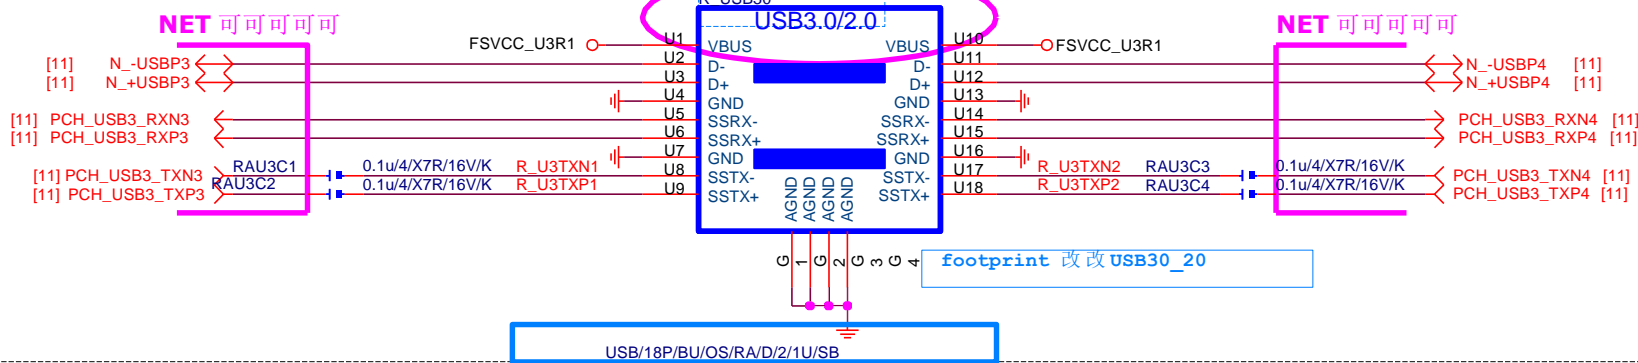 R_USB30
USB3.0/2.0
NET 可可可可可
NET 可可可可可
FSVCC_U3R1 U1 VBUS VBUS U10 FSVCC_U3R1
[11] N_-USBP3 U2 D- D- U11 N_-USBP4 [11]
[11] N_+USBP3 U3 D+ D+ U12 N_+USBP4 [11]
U4 GND GND U13
[11] PCH_USB3_RXN3 U5 SSRX- SSRX- U14 PCH_USB3_RXN4 [11]
[11] PCH_USB3_RXP3 U6 SSRX+ SSRX+ U15 PCH_USB3_RXP4 [11]
U7 GND GND U16
[11] PCH_USB3_TXN3 RAU3C1 0.1u/4/X7R/16V/K R_U3TXN1 U8 SSTX- SSTX- U17 R_U3TXN2 RAU3C3 0.1u/4/X7R/16V/K PCH_USB3_TXN4 [11]
[11] PCH_USB3_TXP3 RAU3C2 0.1u/4/X7R/16V/K R_U3TXP1 U9 SSTX+ SSTX+ U18 R_U3TXP2 RAU3C4 0.1u/4/X7R/16V/K PCH_USB3_TXP4 [11]
AGND AGND AGND AGND
G 1 G 2 G 3 G 4
footprint 改改USB30_20
USB/18P/BU/OS/RA/D/2/1U/SB